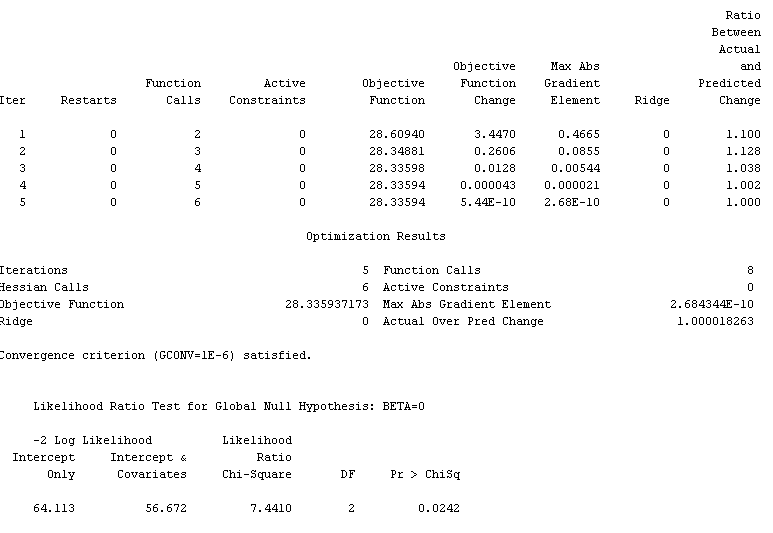 Ratio
Between
Actual
Objective Max Abs and
Function Active Objective Function Gradient Predicted
Iter Restarts Calls Constraints Function Change Element Ridge Change
1 0 2 0 28.60940 3.4470 0.4665 0 1.100
2 0 3 0 28.34881 0.2606 0.0855 0 1.128
3 0 4 0 28.33598 0.0128 0.00544 0 1.038
4 0 5 0 28.33594 0.000043 0.000021 0 1.002
5 0 6 0 28.33594 5.44E-10 2.68E-10 0 1.000
Optimization Results
Iterations 5 Function Calls 8
Hessian Calls 6 Active Constraints 0
Objective Function 28.335937173 Max Abs Gradient Element 2.684344E-10
Ridge 0 Actual Over Pred Change 1.000018263
Convergence criterion (GCONV=1E-6) satisfied.
Likelihood Ratio Test for Global Null Hypothesis: BETA=0
-2 Log Likelihood Likelihood
Intercept Intercept & Ratio
Only Covariates Chi-Square DF Pr > ChiSq
64.113 56.672 7.4410 2 0.0242